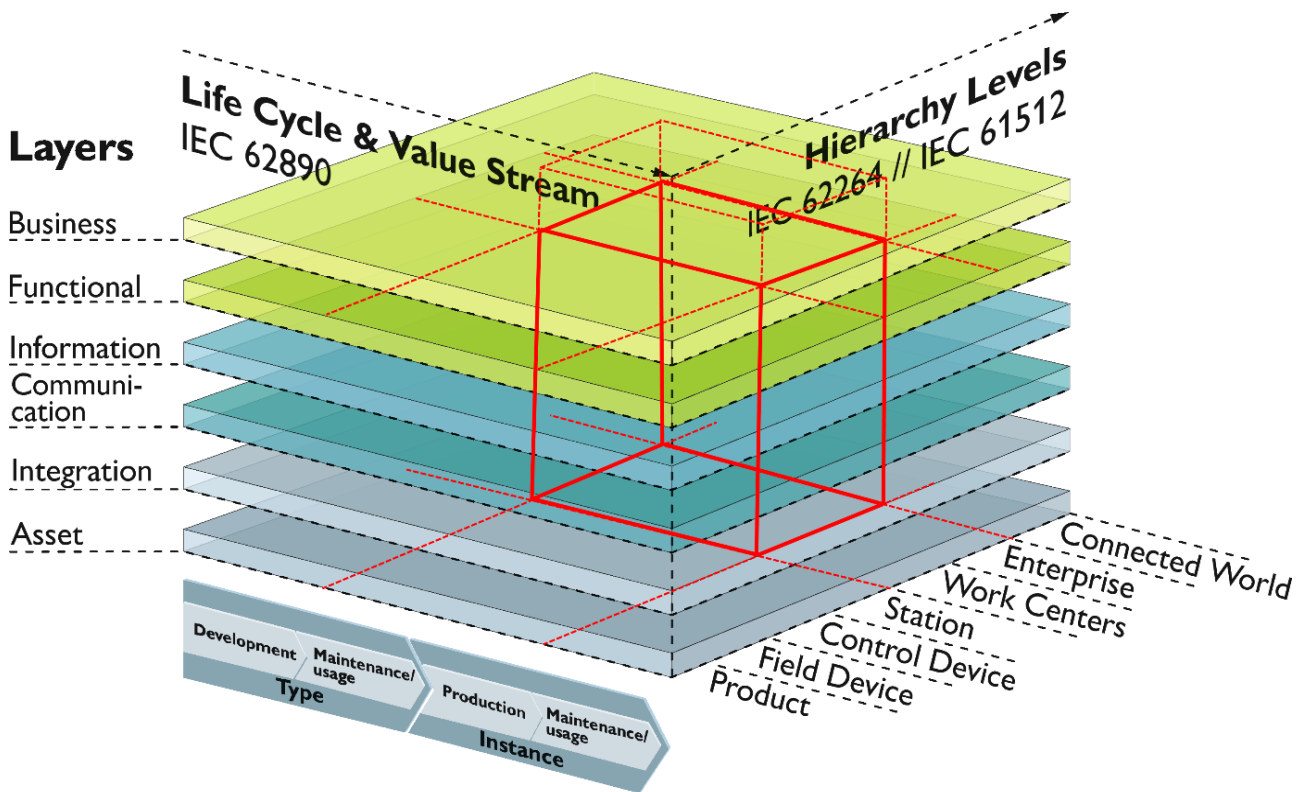 Layers
Life Cycle & Value Stream
IEC 62890
Hierarchy Levels
IEC 62264 // IEC 61512
Business
Functional
Information
Communi-
cation
Integration
Asset
Development
Maintenance/
usage
Type
Production
Maintenance/
usage
Instance
Connected World
Enterprise
Work Centers
Station
Control Device
Field Device
Product